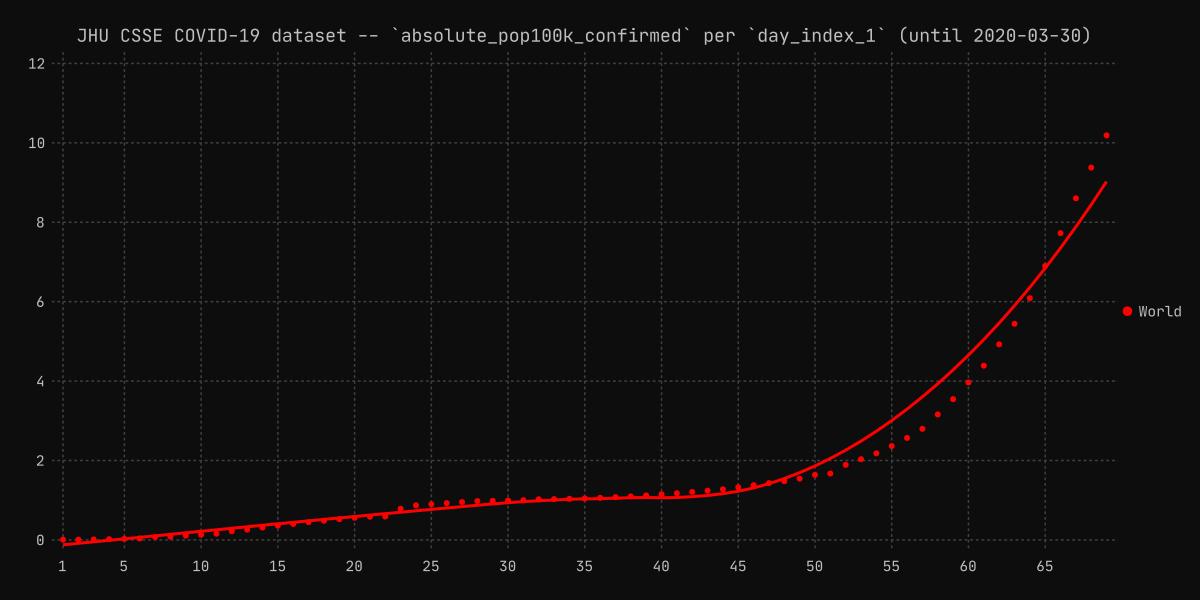 JHU CSSE COVID-19 dataset -- `absolute_pop100k_confirmed` per `day_index_1` (until 2020-03-30)
12
10
8
6
4
2
0
World
1 5 10 15 20 25 30 35 40 45 50 55 60 65